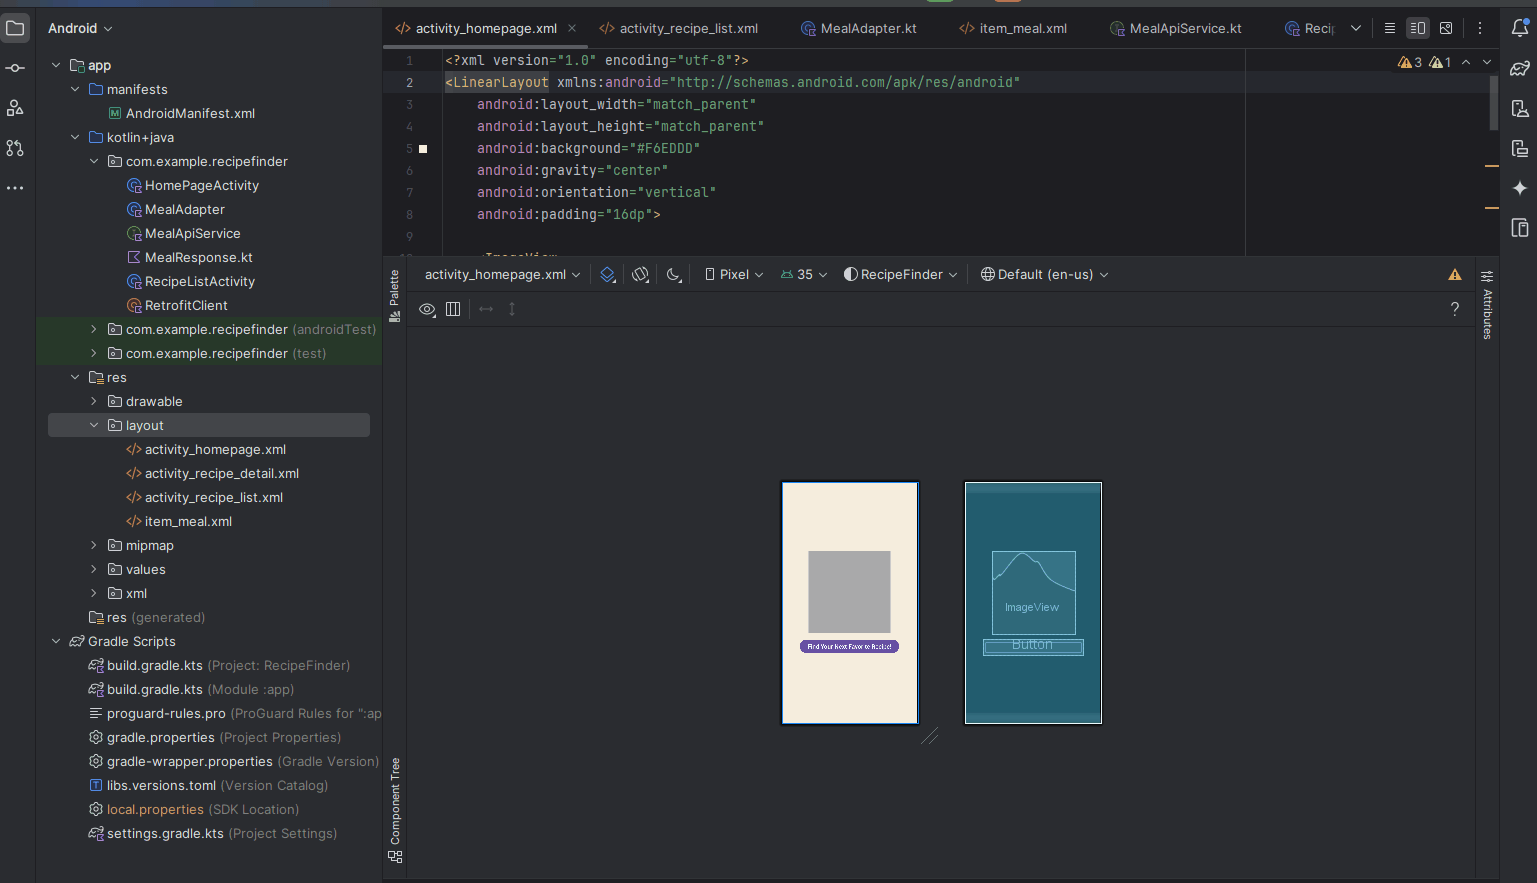 Android
activity_homepage.xml
activity_recipe_list.xml
MealAdapter.kt
item_meal.xml
MealApiService.kt
Recip
app
manifests
AndroidManifest.xml
kotlin+java
com.example.recipefinder
HomePageActivity
MealAdapter
MealApiService
MealResponse.kt
RecipeListActivity
RetrofitClient
com.example.recipefinder (androidTest)
com.example.recipefinder (test)
res
drawable
layout
activity_homepage.xml
activity_recipe_detail.xml
activity_recipe_list.xml
item_meal.xml
mipmap
values
xml
res (generated)
Gradle Scripts
build.gradle.kts (Project: RecipeFinder)
build.gradle.kts (Module :app)
proguard-rules.pro (ProGuard Rules for ":ap
gradle.properties (Project Properties)
gradle-wrapper.properties (Gradle Version)
libs.versions.toml (Version Catalog)
local.properties (SDK Location)
settings.gradle.kts (Project Settings)
1 <?xml version="1.0" encoding="utf-8"?>
2 <LinearLayout xmlns:android="http://schemas.android.com/apk/res/android"
3 android:layout_width="match_parent"
4 android:layout_height="match_parent"
5 android:background="#F6EDDD"
6 android:gravity="center"
7 android:orientation="vertical"
8 android:padding="16dp">
9
<ImageView
3 1
Palette
activity_homepage.xml
Pixel
35
RecipeFinder
Default (en-us)
?
Attributes
Find Your Next Favorite Recipe!
ImageView
Button
Component Tree